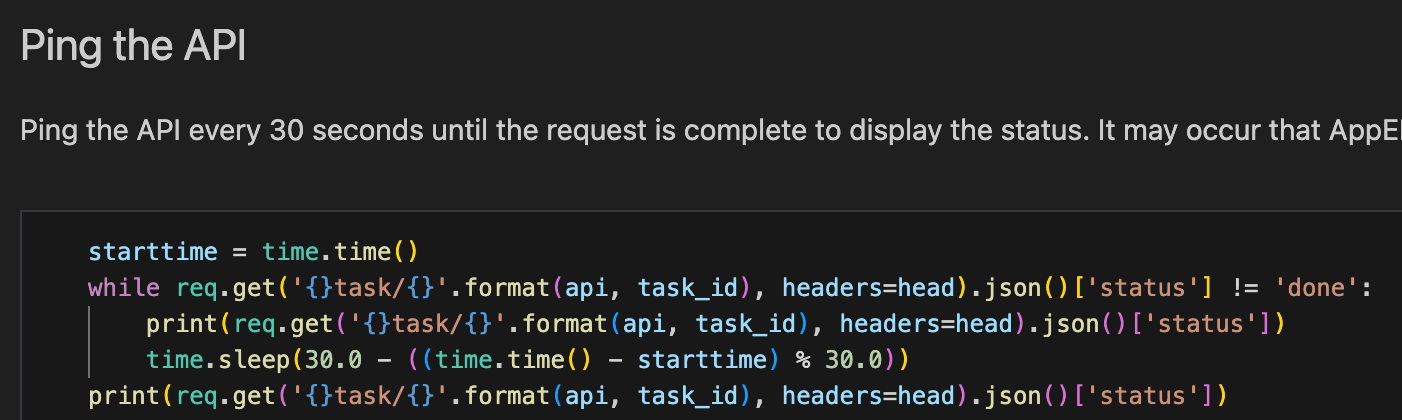 Ping the API
Ping the API every 30 seconds until the request is complete to display the status. It may occur that AppE
starttime = time.time()
while req.get('{}task/{}'.format(api, task_id), headers=head).json()['status'] != 'done':
    print(req.get('{}task/{}'.format(api, task_id), headers=head).json()['status'])
    time.sleep(30.0 - ((time.time() - starttime) % 30.0))
print(req.get('{}task/{}'.format(api, task_id), headers=head).json()['status'])